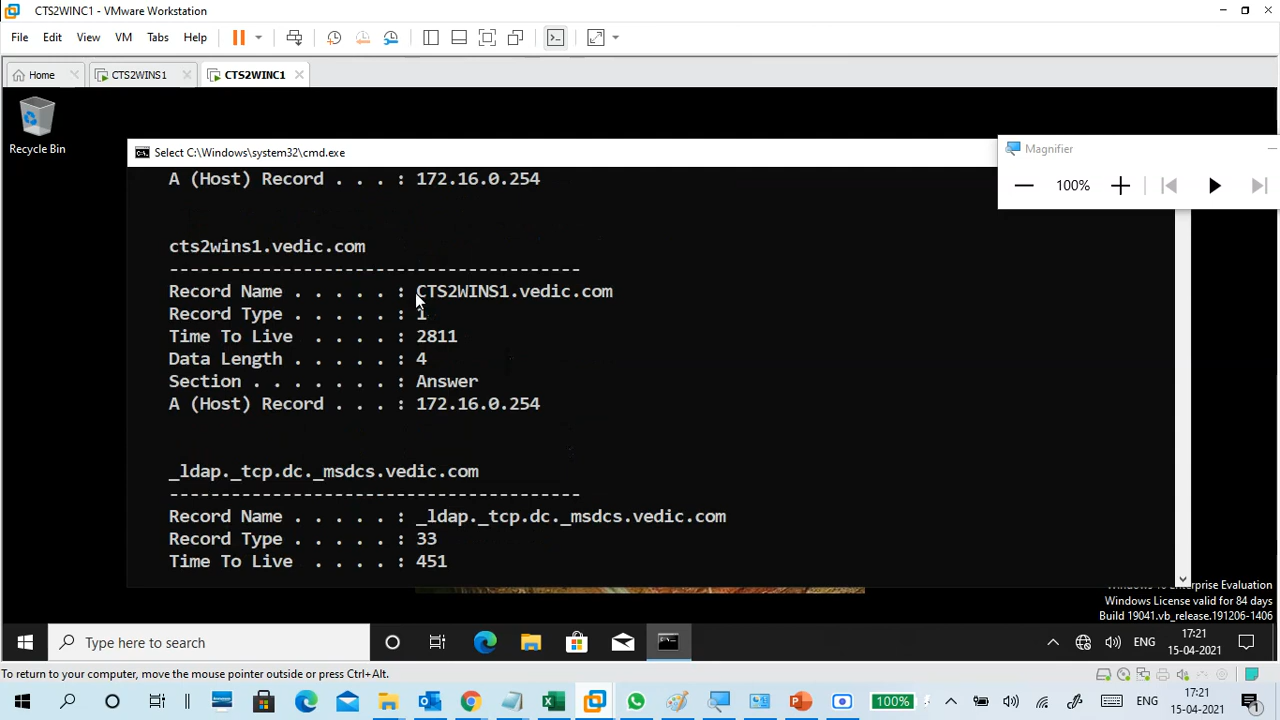 CTS2WINC1 - VMware Workstation
File Edit View VM Tabs Help
Home CTS2WINS1 CTS2WINC1
Recycle Bin
Select C:\Windows\system32\cmd.exe
Magnifier
100%
A (Host) Record . . . : 172.16.0.254
cts2wins1.vedic.com
----------------------------------------
Record Name . . . . . : CTS2WINS1.vedic.com
Record Type . . . . . : 1
Time To Live  . . . . : 2811
Data Length . . . . . : 4
Section . . . . . . . : Answer
A (Host) Record . . . : 172.16.0.254
_ldap._tcp.dc._msdcs.vedic.com
----------------------------------------
Record Name . . . . . : _ldap._tcp.dc._msdcs.vedic.com
Record Type . . . . . : 33
Time To Live  . . . . : 451
Enterprise Evaluation
Windows License valid for 84 days
Build 19041.vb_release.191206-1406
Type here to search
ENG
17:21
15-04-2021
To return to your computer, move the mouse pointer outside or press Ctrl+Alt.
100%
ENG
17:21
15-04-2021